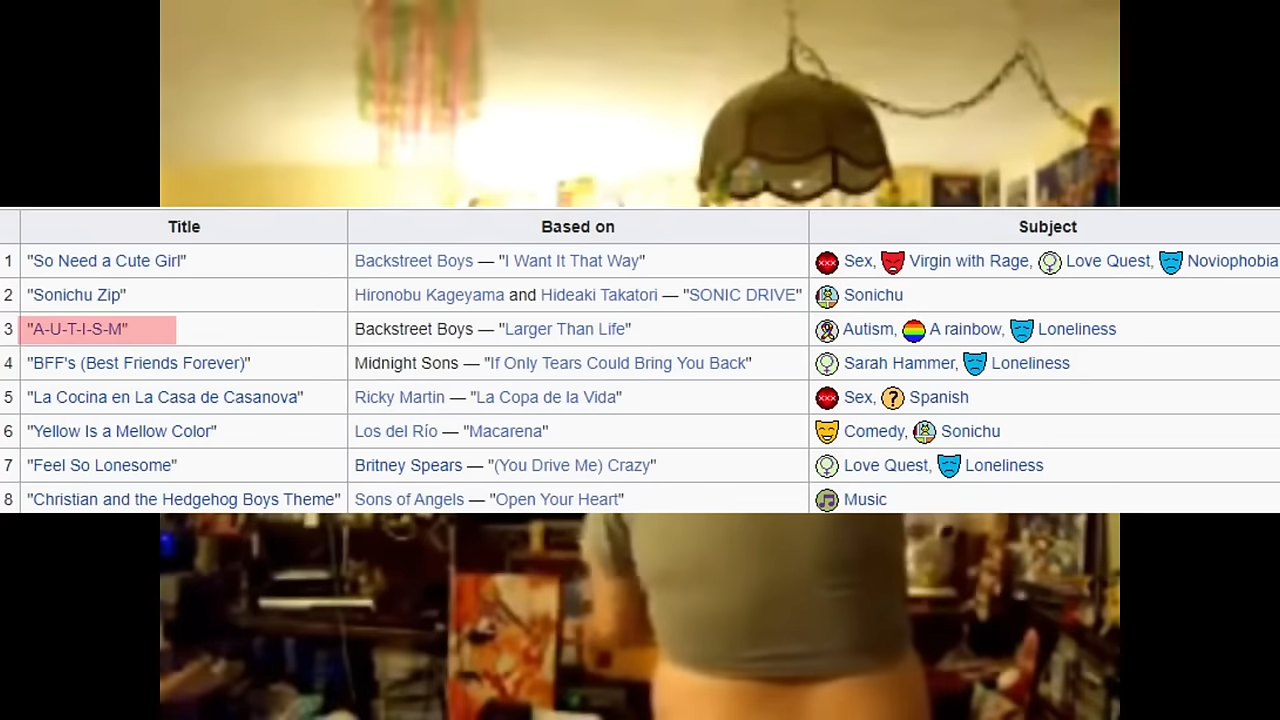 Title Based on Subject
1 "So Need a Cute Girl" Backstreet Boys — "I Want It That Way" Sex, Virgin with Rage, Love Quest, Noviophobia
2 "Sonichu Zip" Hironobu Kageyama and Hideaki Takatori — "SONIC DRIVE" Sonichu
3 "A-U-T-I-S-M" Backstreet Boys — "Larger Than Life" Autism, A rainbow, Loneliness
4 "BFF's (Best Friends Forever)" Midnight Sons — "If Only Tears Could Bring You Back" Sarah Hammer, Loneliness
5 "La Cocina en La Casa de Casanova" Ricky Martin — "La Copa de la Vida" Sex, ? Spanish
6 "Yellow Is a Mellow Color" Los del Río — "Macarena" Comedy, Sonichu
7 "Feel So Lonesome" Britney Spears — "(You Drive Me) Crazy" Love Quest, Loneliness
8 "Christian and the Hedgehog Boys Theme" Sons of Angels — "Open Your Heart" Music